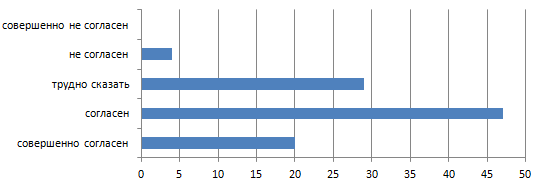 совершенно не согласен
не согласен
трудно сказать
согласен
совершенно согласен
0 5 10 15 20 25 30 35 40 45 50